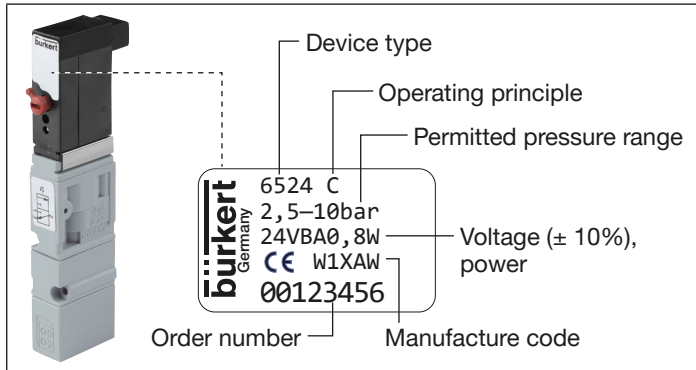 bürkert
Device type
Operating principle
Permitted pressure range
bürkert
Germany
6524 C
2,5–10bar
24VBA0,8W
CE W1XAW
00123456
Voltage (± 10%),
power
Order number
Manufacture code